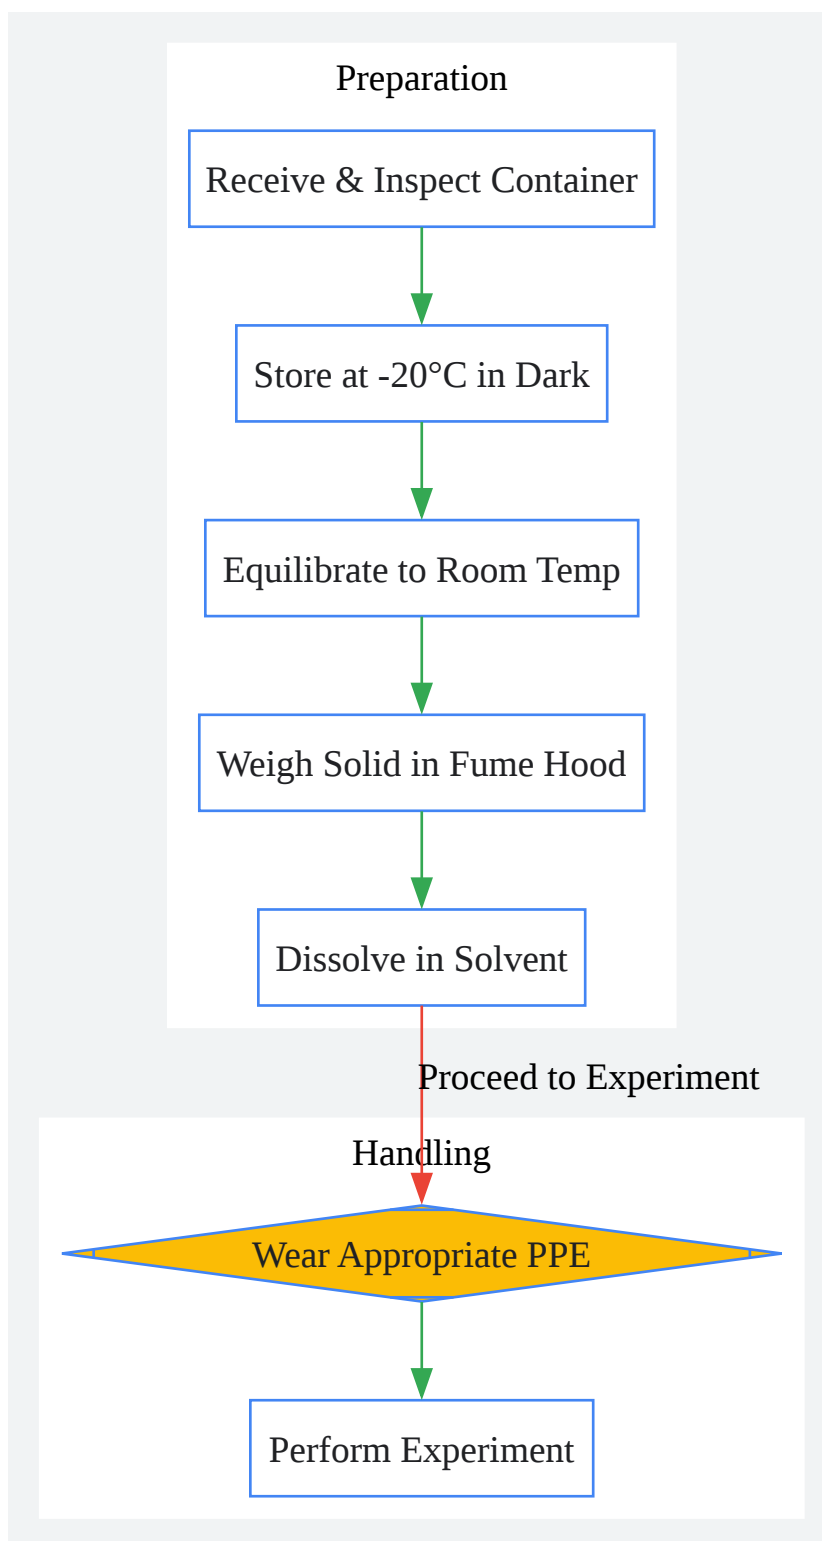 Preparation
Receive & Inspect Container
Store at -20°C in Dark
Equilibrate to Room Temp
Weigh Solid in Fume Hood
Dissolve in Solvent
Proceed to Experiment
Handling
Wear Appropriate PPE
Perform Experiment